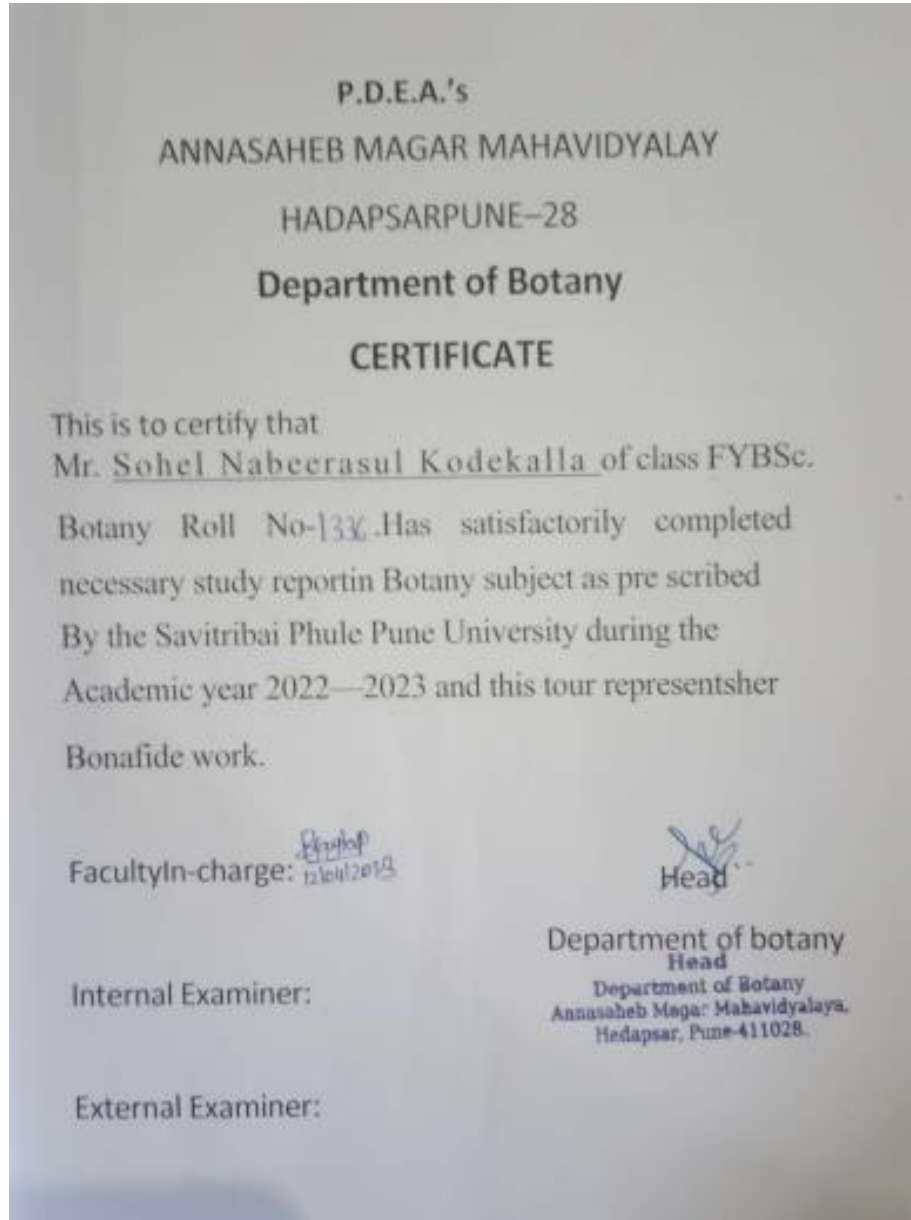 P.D.E.A.'s
ANNASAHEB MAGAR MAHAVIDYALAY
HADAPSARPUNE–28
Department of Botany
CERTIFICATE
This is to certify that
Mr. Sohel Nabeerasul Kodekalla of class FYBSc.
Botany Roll No- .Has satisfactorily completed
necessary study reportin Botany subject as pre scribed
By the Savitribai Phule Pune University during the
Academic year 2022—2023 and this tour representsher
Bonafide work.
FacultyIn-charge:
Head
Department of botany
Head
Department of Botany
Annasaheb Magar Mahavidyalaya,
Hadapsar, Pune-411028.
Internal Examiner:
External Examiner: